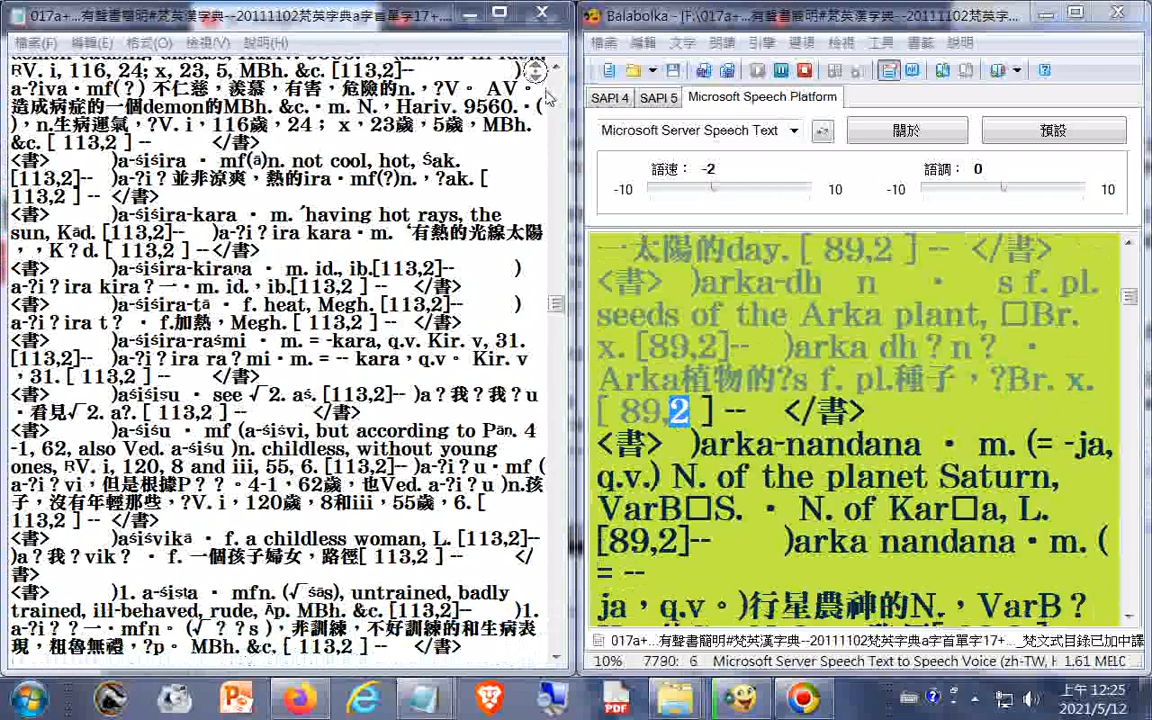 017a+...有聲書簡明#梵英漢字典--20111102梵英字典a字首單字17+...
檔案(F) 編輯(E) 格式(O) 檢視(V) 說明(H)
RV. i, 116, 24; x, 23, 5, MBh. &c. [113,2]-- )
a-?iva・mf(?) 不仁慈，羨慕，有害，危險的n.，?V。 AV。
造成病症的一個demon的MBh. &c.・m. N.，Hariv. 9560.・(
)，n.生病運氣，?V. i，116歲，24； x，23歲，5歲，MBh.
&c. [ 113,2 ] -- </書>
<書> )a-śiśira ・ mf(ā)n. not cool, hot, Śak.
[113,2]-- )a-?i?並非涼爽，熱的ira・mf(?)n.，?ak. [
113,2 ] -- </書>
<書> )a-śiśira-kara ・ m. ʼhaving hot rays, the
sun, Kād. [113,2]-- )a-?i?ira kara・m.‘有熱的光線太陽
，，K?d. [ 113,2 ] -- </書>
<書> )a-śiśira-kiraṇa ・ m. id., ib.[113,2]-- )
a-?i?ira kira?一・m. id.，ib.[ 113,2 ] -- </書>
<書> )a-śiśira-tā ・ f. heat, Megh. [113,2]-- )
a-?i?ira t? ・ f.加熱，Megh. [ 113,2 ] -- </書>
<書> )a-śiśira-raśmi ・ m. = -kara, q.v. Kir. v, 31.
[113,2]-- )a-?i?ira ra?mi・m. = -- kara，q.v。 Kir. v
，31. [ 113,2 ] -- </書>
<書> )aśiśiṣu ・ see √2. aś. [113,2]-- )a?我?我?u
・看見√2. a?. [ 113,2 ] -- </書>
<書> )a-śiśu ・ mf (a-śiśvi, but according to Pāṇ. 4
-1, 62, also Ved. a-śiśu )n. childless, without young
ones, RV. i, 120, 8 and iii, 55, 6. [113,2]-- )a-?i?u・mf (
a-?i?vi，但是根據P??。4-1，62歲，也Ved. a-?i?u )n.孩
子，沒有年輕那些，?V. i，120歲，8和iii，55歲，6. [
113,2 ] -- </書>
<書> )aśiśvikā ・ f. a childless woman, L. [113,2]--
)a?我?vik? ・ f. 一個孩子婦女，路徑[ 113,2 ] -- </
書>
<書> )1. a-śiṣṭa ・ mfn. (√śās), untrained, badly
trained, ill-behaved, rude, Āp. MBh. &c. [113,2]-- )1.
a-?i??一・mfn。(√??s)，非訓練，不好訓練的和生病表
現，粗魯無禮，?p。 MBh. &c. [ 113,2 ] -- </書>
Balabolka - [F:\017a+...有聲書簡明#梵英漢字典--20111102梵英字...
檔案 編輯 文字 朗讀 引擎 選項 檢視 工具 書籤 說明
SAPI 4 SAPI 5 Microsoft Speech Platform
Microsoft Server Speech Text 關於 預設
語速： -2 語調： 0
-10 10 -10 10
一太陽的day. [ 89,2 ] -- </書>
<書> )arka-dh n ・ s f. pl.
seeds of the Arka plant, □Br.
x. [89,2]-- )arka dh?n? ・
Arka植物的?s f. pl.種子，?Br. x.
[ 89,2 ] -- </書>
<書> )arka-nandana ・ m. (= -ja,
q.v.) N. of the planet Saturn,
VarB□S. ・ N. of Kar□a, L.
[89,2]-- )arka nandana・m. (
= --
ja，q.v。)行星農神的N.，VarB?
017a+...有聲書簡明#梵英漢字典--20111102梵英字典a字首單字17+..._梵文式目錄已加中譯
10% 7790: 6 Microsoft Server Speech Text to Speech Voice (zh-TW, H 1.61 MELC
上午 12:25
2021/5/12